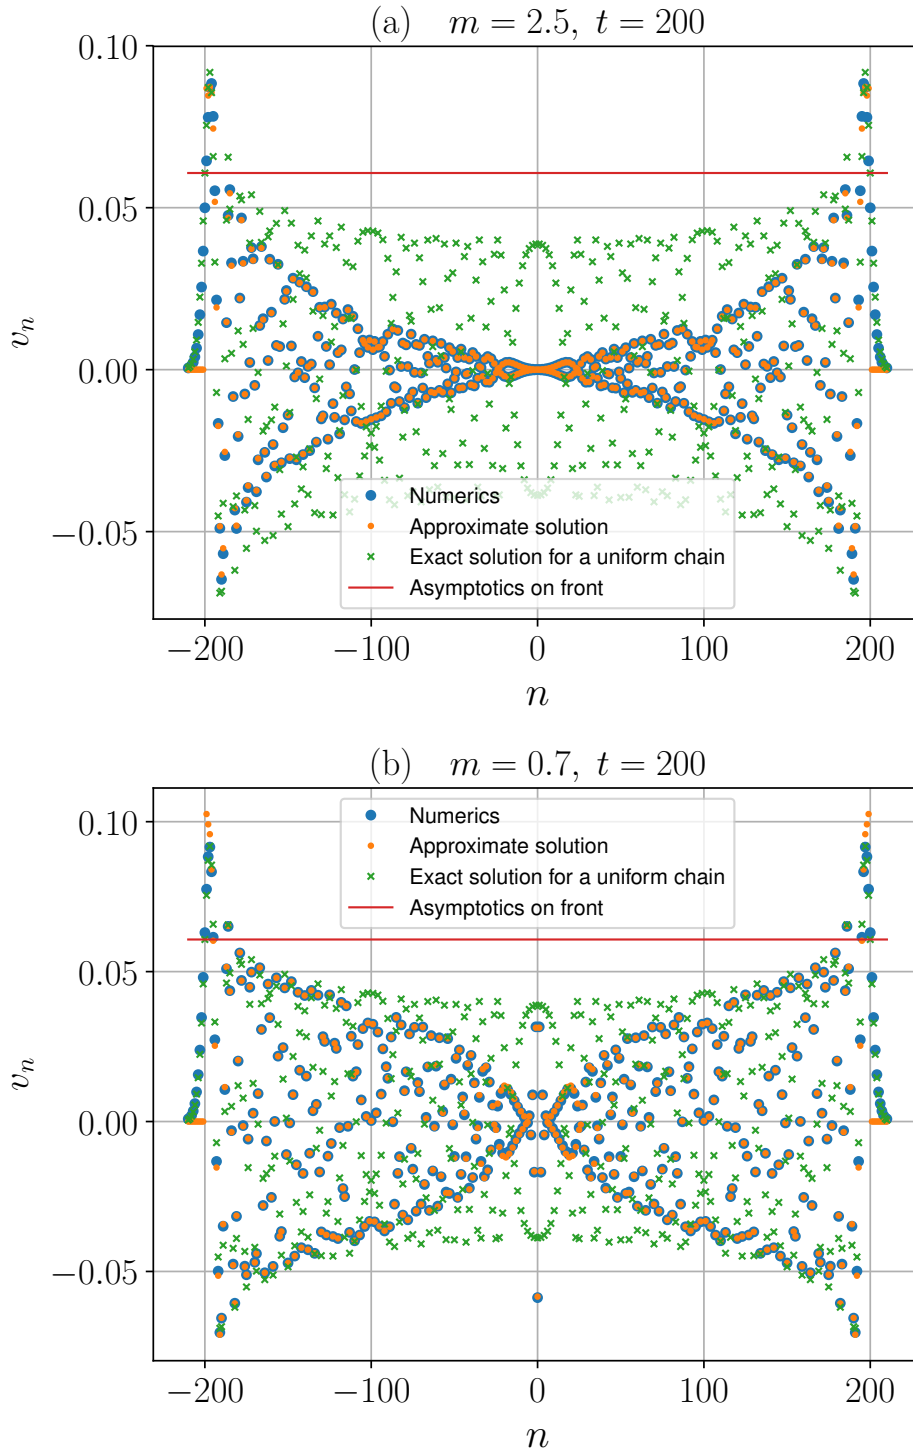 (a) m = 2.5, t = 200
0.10
0.05
0.00
−0.05
v_n
Numerics
Approximate solution
Exact solution for a uniform chain
Asymptotics on front
−200 −100 0 100 200
n
(b) m = 0.7, t = 200
Numerics
Approximate solution
Exact solution for a uniform chain
Asymptotics on front
0.10
0.05
0.00
−0.05
v_n
−200 −100 0 100 200
n